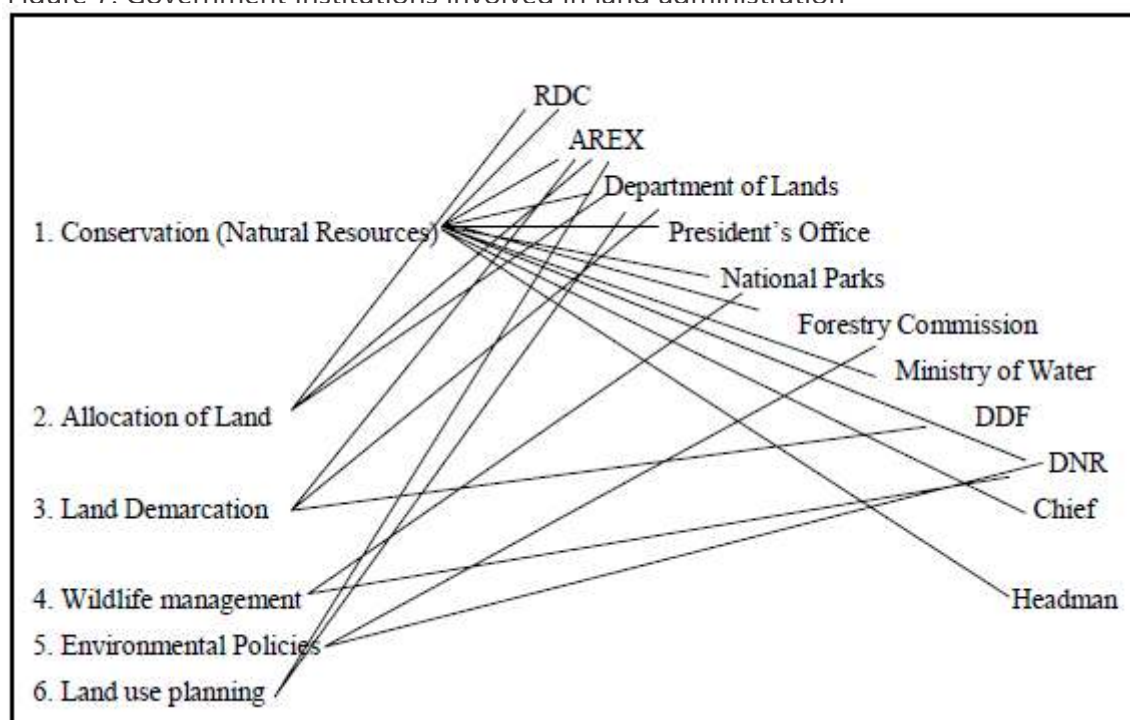 Figure 7: Government institutions involved in land administration
RDC
AREX
Department of Lands
1. Conservation (Natural Resources)
President's Office
National Parks
Forestry Commission
Ministry of Water
2. Allocation of Land
DDF
DNR
3. Land Demarcation
Chief
4. Wildlife management
Headman
5. Environmental Policies
6. Land use planning